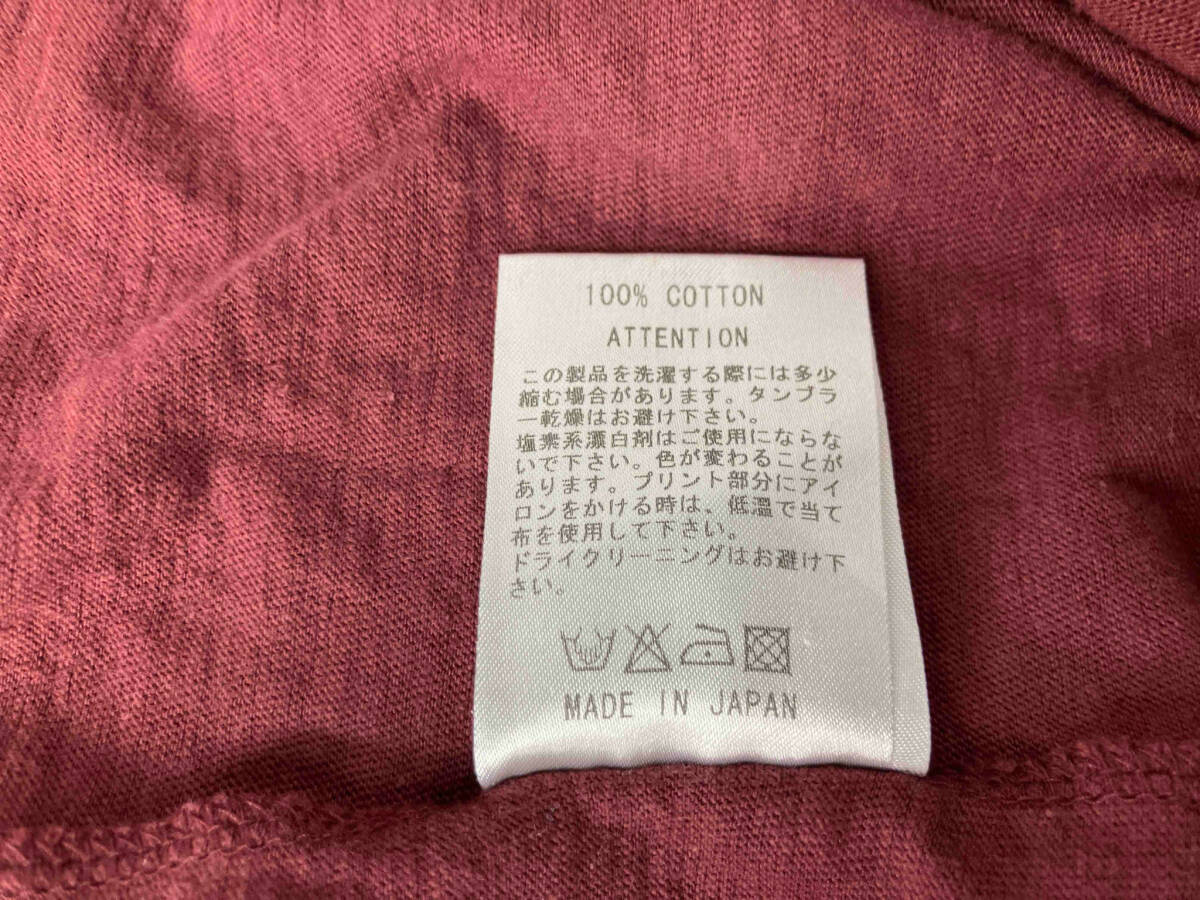 100% COTTON
ATTENTION
この製品を洗濯する際には多少
縮む場合があります。タンブラ
ー乾燥はお避け下さい。
塩素系漂白剤はご使用にならな
いで下さい。色が変わることが
あります。プリント部分にアイ
ロンをかける時は、低温で当て
布を使用して下さい。
ドライクリーニングはお避け下
さい。
MADE IN JAPAN